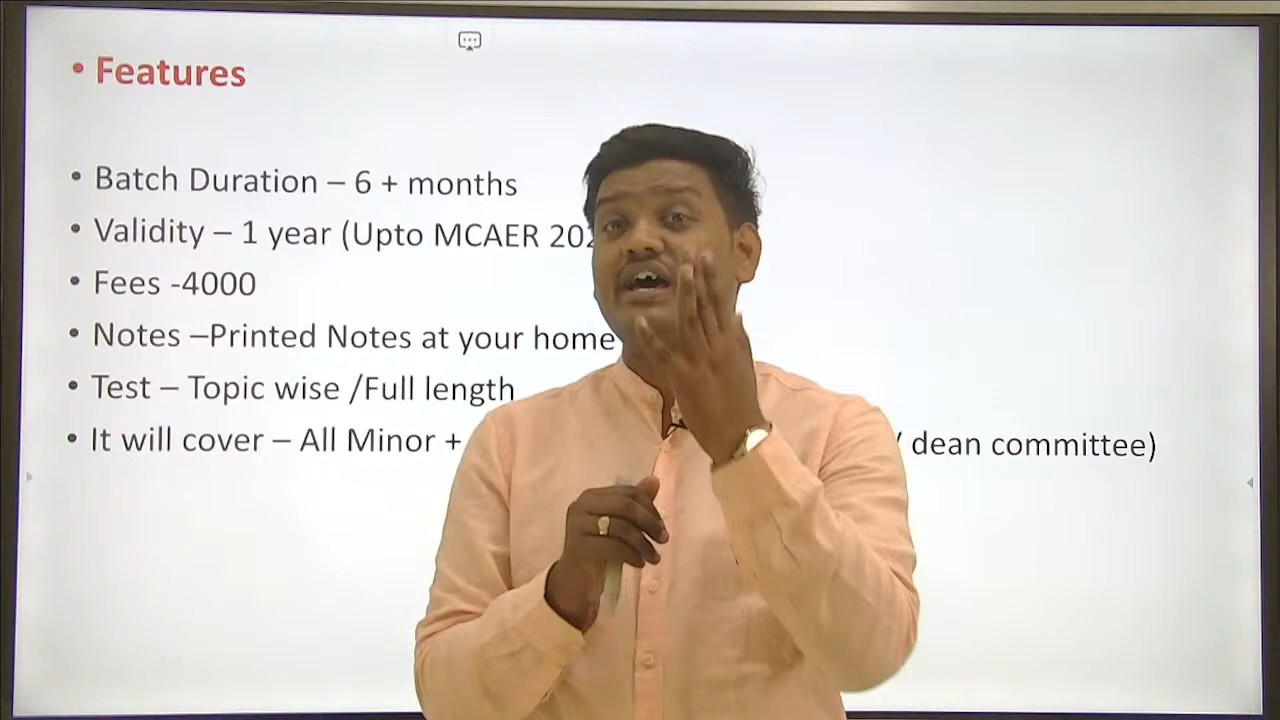 • Features
• Batch Duration – 6 + months
• Validity – 1 year (Upto MCAER
• Fees -4000
• Notes –Printed Notes at your home
• Test – Topic wise /Full length
• It will cover – All Minor + / dean committee)